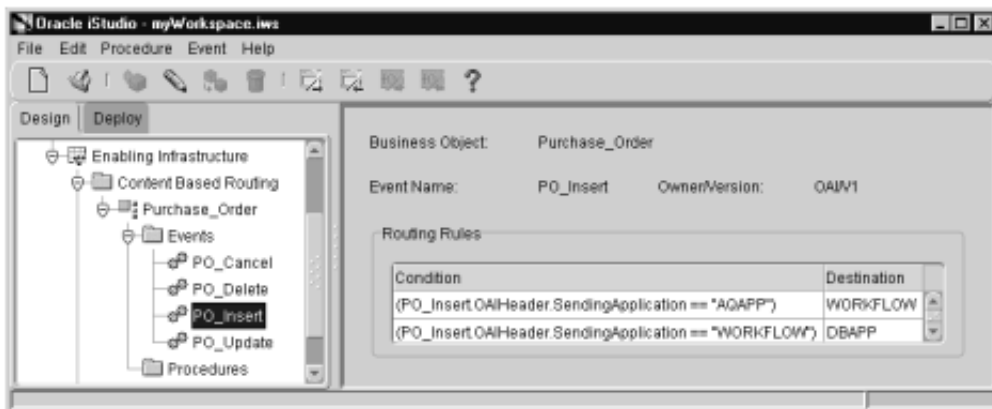 Oracle iStudio - myWorkspace.iws
File Edit Procedure Event Help
?
Design Deploy
Enabling Infrastructure
Content Based Routing
Purchase_Order
Events
PO_Cancel
PO_Delete
PO_Insert
PO_Update
Procedures
Business Object: Purchase_Order
Event Name: PO_Insert Owner/Version: OAI/V1
Routing Rules
Condition Destination
(PO_Insert.OAIHeader.SendingApplication == "AQAPP") WORKFLOW
(PO_Insert.OAIHeader.SendingApplication == "WORKFLOW") DBAPP